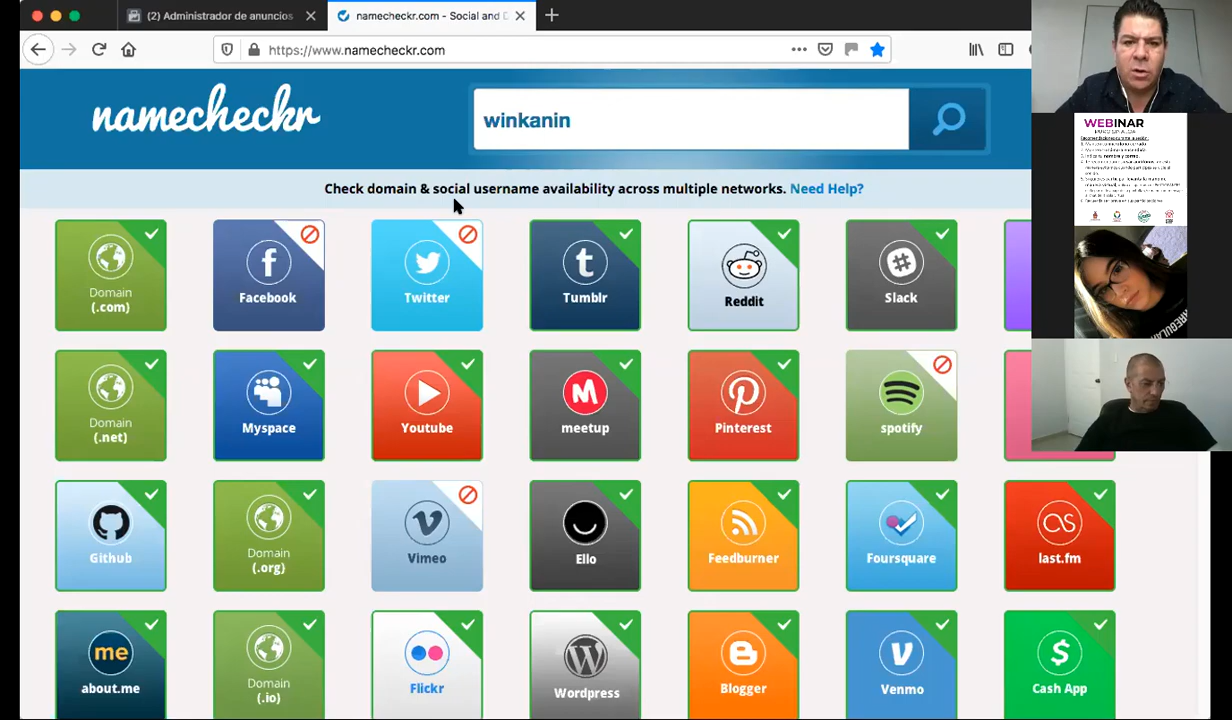 (2) Administrador de anuncios
namecheckr.com - Social and D
https://www.namecheckr.com
namecheckr
winkanin
Check domain & social username availability across multiple networks. Need Help?
Domain
(.com)
Facebook
Twitter
Tumblr
Reddit
Slack
Domain
(.net)
Myspace
Youtube
meetup
Pinterest
spotify
Github
Domain
(.org)
Vimeo
Ello
Feedburner
Foursquare
last.fm
me
about.me
Domain
(.io)
Flickr
Wordpress
Blogger
Venmo
Cash App
WEBINAR